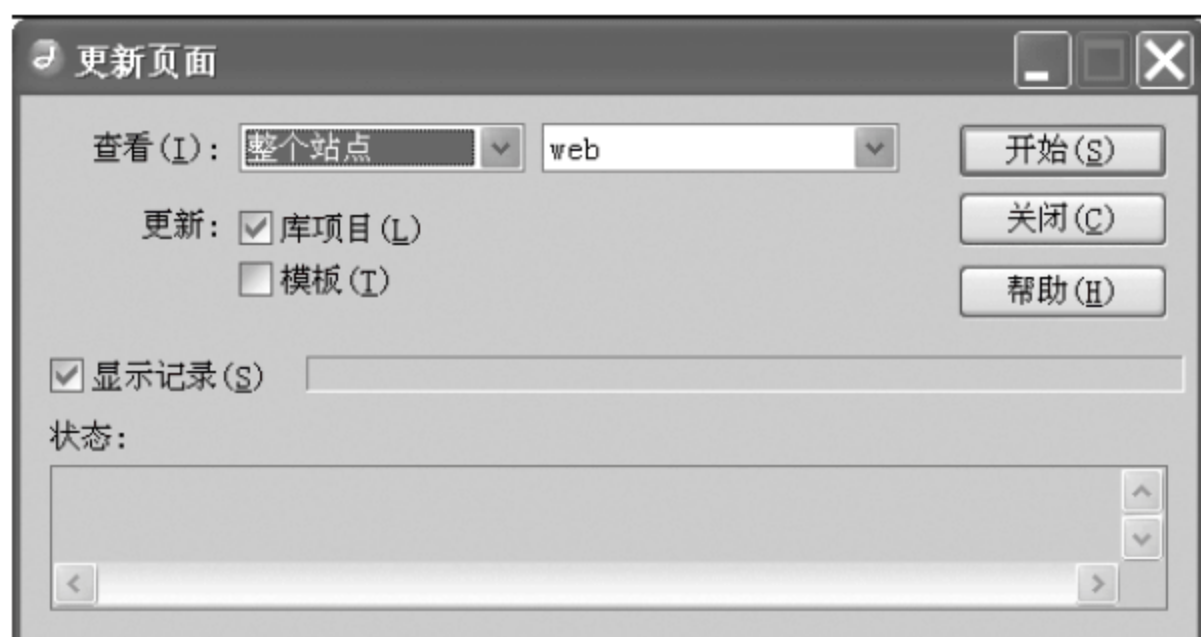 更新页面
查看(I): 整个站点 web 开始(S)
更新: 库项目(L) 关闭(C)
模板(T) 帮助(H)
显示记录(S)
状态: